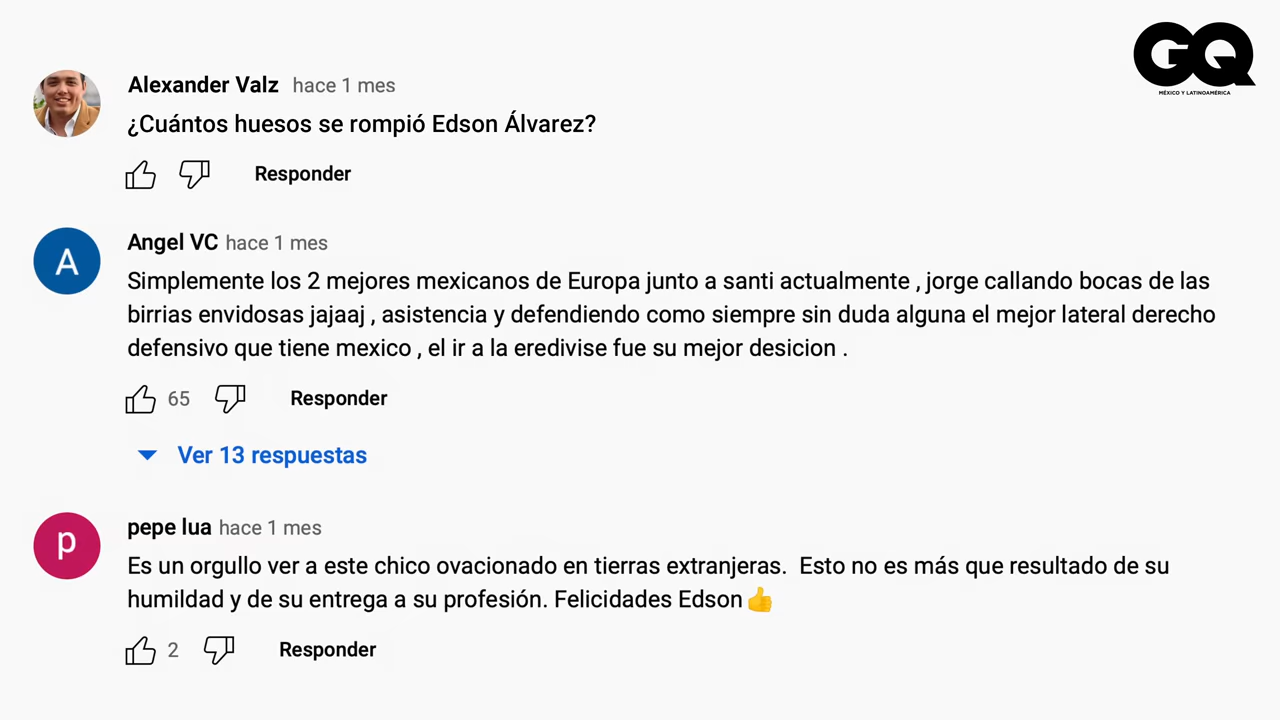 GQ
MÉXICO Y LATINOAMÉRICA
Alexander Valz hace 1 mes
¿Cuántos huesos se rompió Edson Álvarez?
Responder
A
Angel VC hace 1 mes
Simplemente los 2 mejores mexicanos de Europa junto a santi actualmente , jorge callando bocas de las
birrias envidosas jajaaj , asistencia y defendiendo como siempre sin duda alguna el mejor lateral derecho
defensivo que tiene mexico , el ir a la eredivise fue su mejor desicion .
65 Responder
Ver 13 respuestas
p
pepe lua hace 1 mes
Es un orgullo ver a este chico ovacionado en tierras extranjeras. Esto no es más que resultado de su
humildad y de su entrega a su profesión. Felicidades Edson 👍
2 Responder